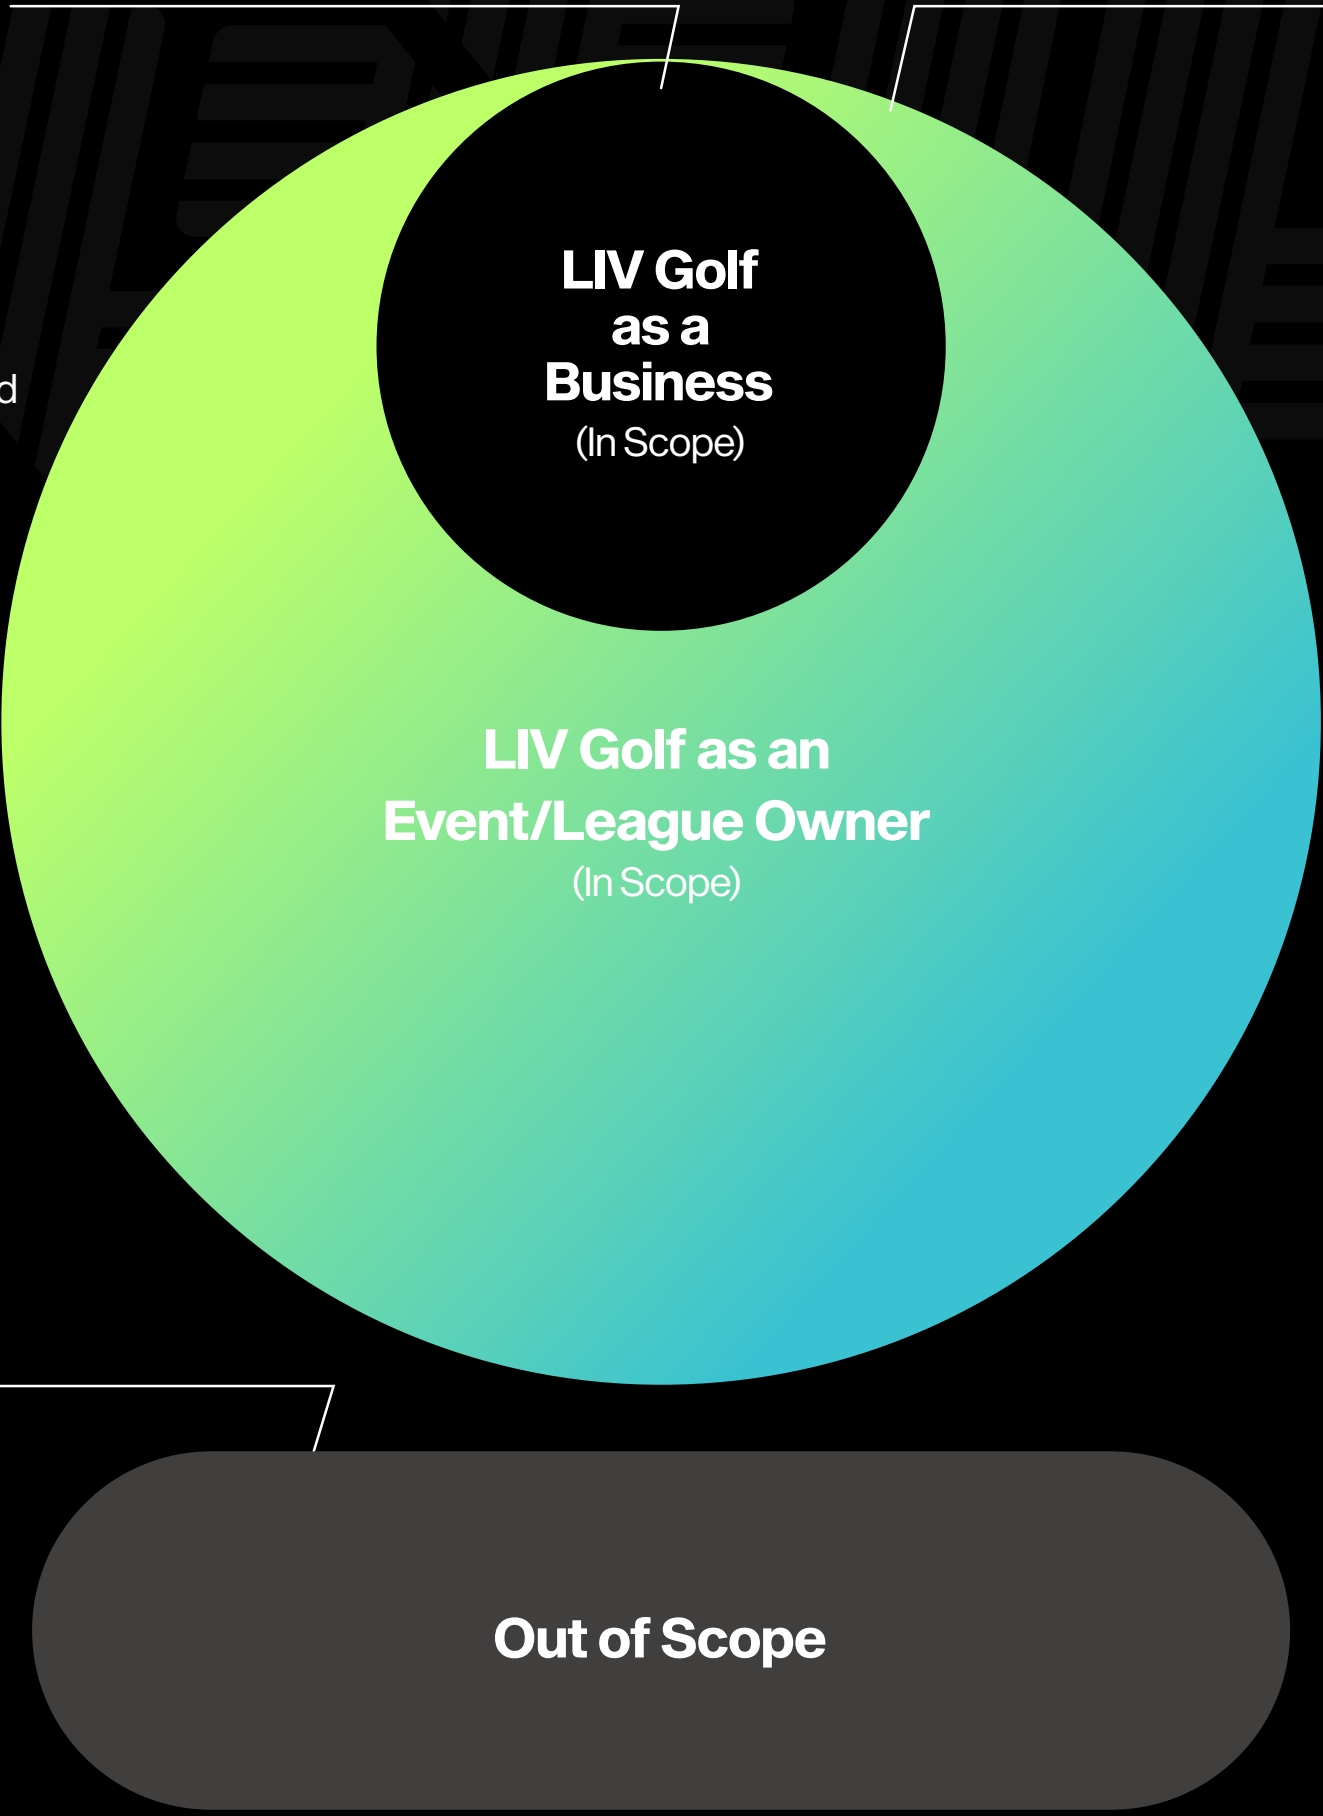 d
LIV Golf
as a
Business
(In Scope)
LIV Golf as an
Event/League Owner
(In Scope)
Out of Scope